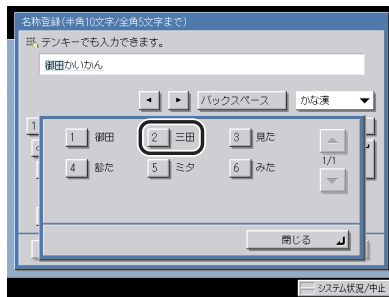 名称登録(半角10文字/全角5文字まで)
テンキーでも入力できます。
御田かいかん
バックスペース かな漢
1 御田 2 三田 3 見た
4 診た 5 ミタ 6 みた
1/1
閉じる
システム状況/中止